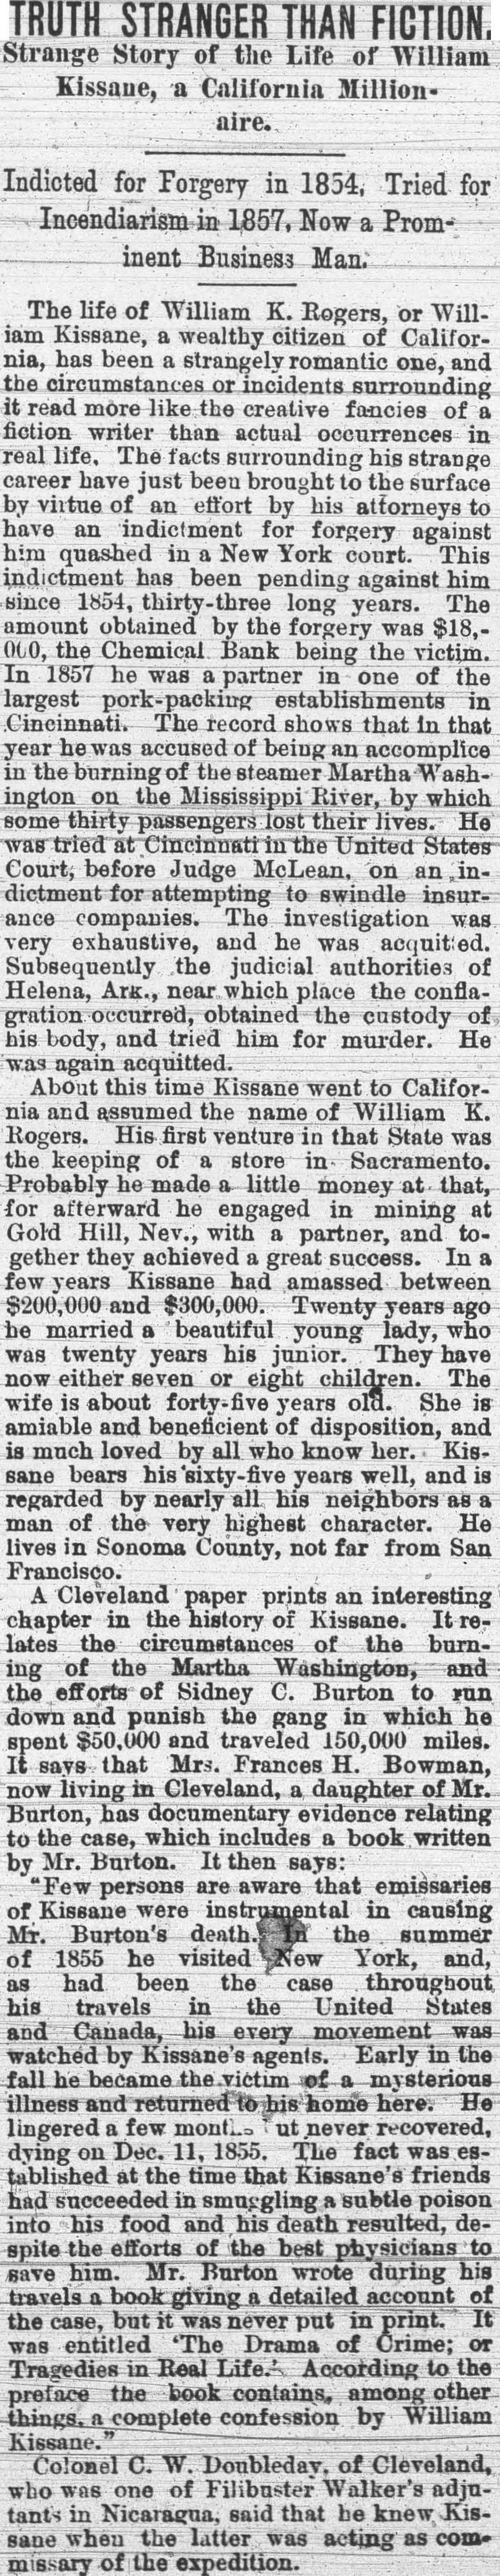 TRUTH STRANGER THAN FICTION.
Strange Story of the Life of William
Kissane, a California Million-
aire.
Indicted for Forgery in 1854, Tried for
Incendiarism in 1857, Now a Prom-
inent Business Man.
The life of William K. Rogers, or Will-
iam Kissane, a wealthy citizen of Califor-
nia, has been a strangely romantic one, and
the circumstances or incidents surrounding
it read more like the creative fancies of a
fiction writer than actual occurrences in
real life. The facts surrounding his strange
career have just been brought to the surface
by virtue of an effort by his attorneys to
have an indictment for forgery against
him quashed in a New York court. This
indictment has been pending against him
since 1854, thirty-three long years. The
amount obtained by the forgery was $18,-
000, the Chemical Bank being the victim.
In 1857 he was a partner in one of the
largest pork-packing establishments in
Cincinnati. The record shows that in that
year he was accused of being an accomplice
in the burning of the steamer Martha Wash-
ington on the Mississippi River, by which
some thirty passengers lost their lives. He
was tried at Cincinnati in the United States
Court, before Judge McLean, on an in-
dictment for attempting to swindle insur-
ance companies. The investigation was
very exhaustive, and he was acquitted.
Subsequently the judicial authorities of
Helena, Ark., near which place the confla-
gration occurred, obtained the custody of
his body, and tried him for murder. He
was again acquitted.
About this time Kissane went to Califor-
nia and assumed the name of William K.
Rogers. His first venture in that State was
the keeping of a store in Sacramento.
Probably he made a little money at that,
for afterward he engaged in mining at
Gold Hill, Nev., with a partner, and to-
gether they achieved a great success. In a
few years Kissane had amassed between
$200,000 and $300,000. Twenty years ago
he married a beautiful young lady, who
was twenty years his junior. They have
now either seven or eight children. The
wife is about forty-five years old. She is
amiable and beneficient of disposition, and
is much loved by all who know her. Kis-
sane bears his sixty-five years well, and is
regarded by nearly all his neighbors as a
man of the very highest character. He
lives in Sonoma County, not far from San
Francisco.
A Cleveland paper prints an interesting
chapter in the history of Kissane. It re-
lates the circumstances of the burn-
ing of the Martha Washington, and
the efforts of Sidney C. Burton to run
down and punish the gang in which he
spent $50,000 and traveled 150,000 miles.
It says that Mrs. Frances H. Bowman,
now living in Cleveland, a daughter of Mr.
Burton, has documentary evidence relating
to the case, which includes a book written
by Mr. Burton. It then says:
"Few persons are aware that emissaries
of Kissane were instrumental in causing
Mr. Burton's death. In the summer
of 1855 he visited New York, and,
as had been the case throughout
his travels in the United States
and Canada, his every movement was
watched by Kissane's agents. Early in the
fall he became the victim of a mysterious
illness and returned to his home here. He
lingered a few mont ut never recovered,
dying on Dec. 11, 1855. The fact was es-
tablished at the time that Kissane's friends
had succeeded in smuggling a subtle poison
into his food and his death resulted, de-
spite the efforts of the best physicians to
save him. Mr. Burton wrote during his
travels a book giving a detailed account of
the case, but it was never put in print. It
was entitled 'The Drama of Crime; or
Tragedies in Real Life.' According to the
preface the book contains, among other
things, a complete confession by William
Kissane."
Colonel C. W. Doubleday, of Cleveland,
who was one of Filibuster Walker's adju-
tants in Nicaragua, said that he knew Kis-
sane when the latter was acting as com-
missary of the expedition.